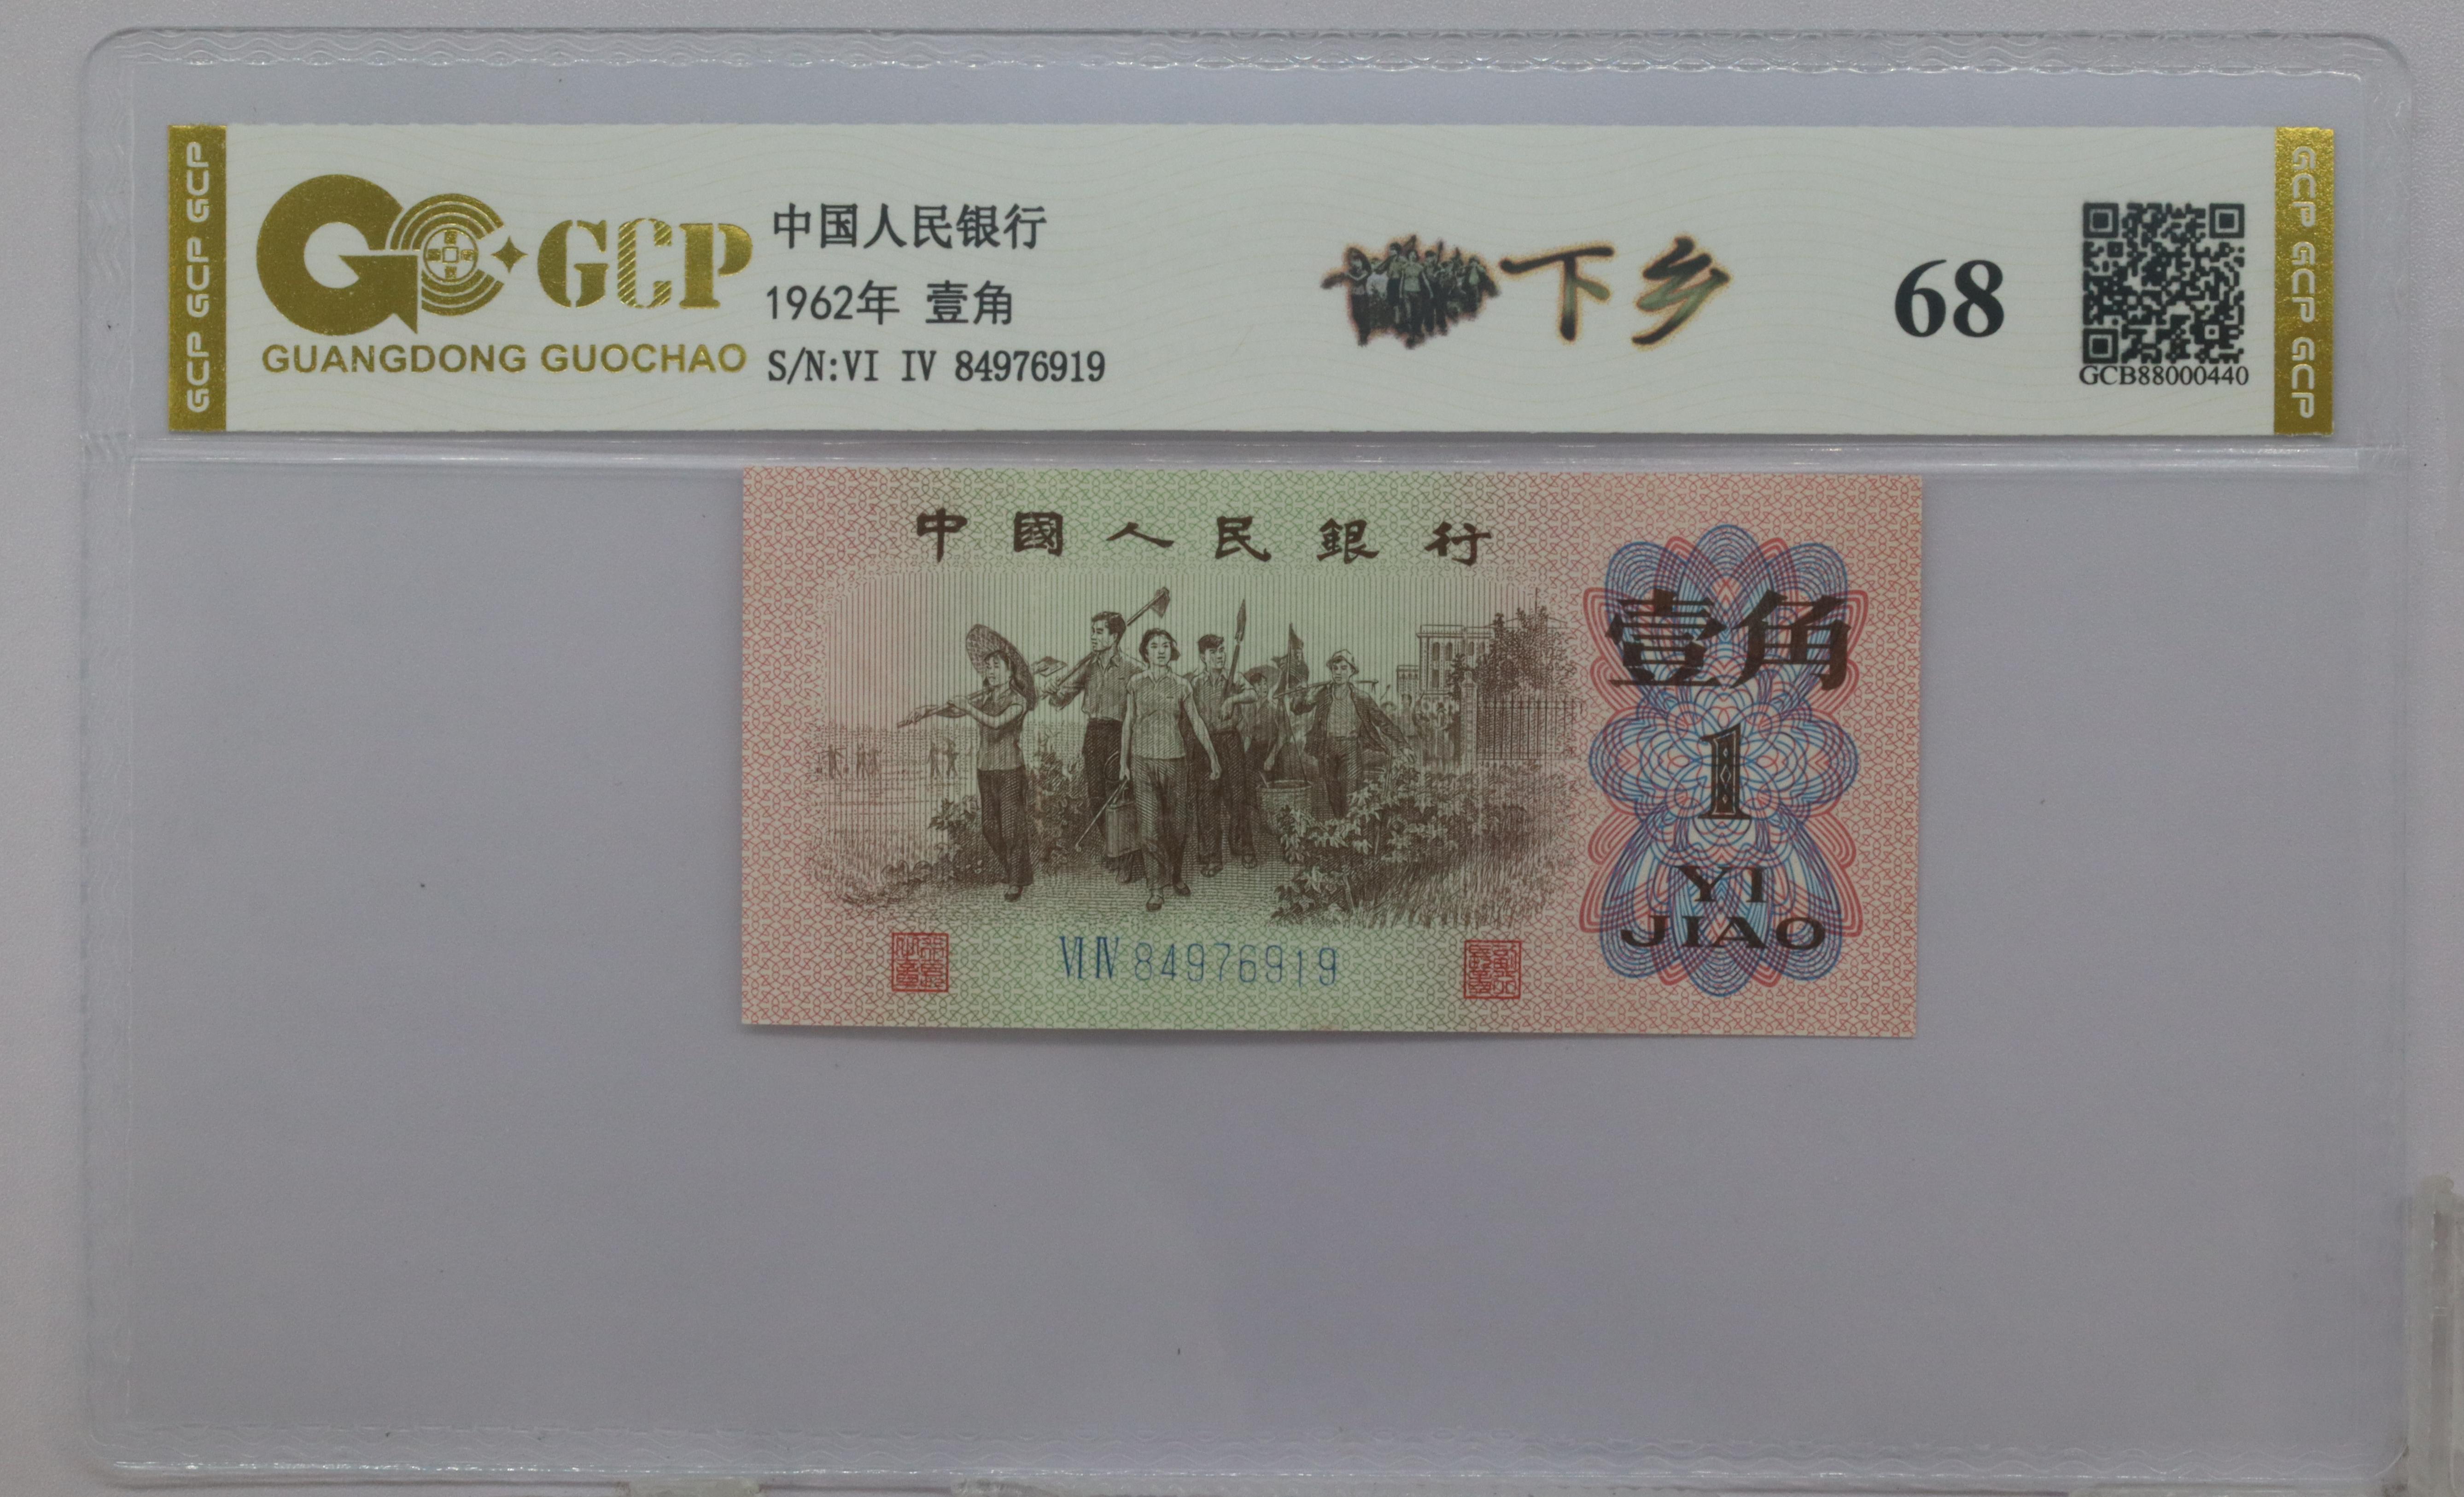 GCP GCP GCP
GCP
GUANGDONG GUOCHAO
中国人民银行
1962年 壹角
S/N:VI IV 84976919
下乡
68
GCB88000440
GCP GCP GCP
中國人民銀行
壹角
1
YI
JIAO
VI IV 84976919